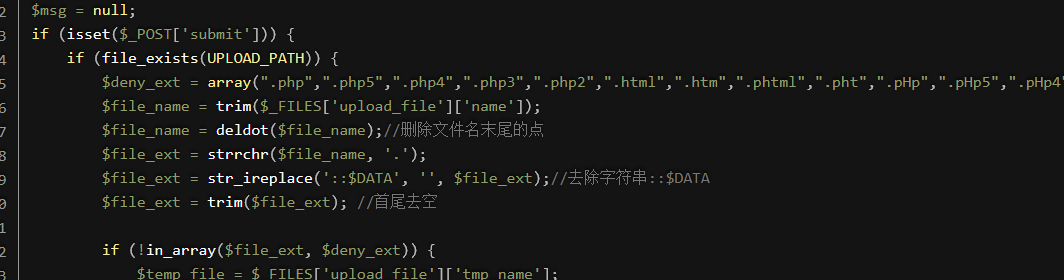 2 $msg = null;
3 if (isset($_POST['submit'])) {
4 if (file_exists(UPLOAD_PATH)) {
5 $deny_ext = array(".php",".php5",".php4",".php3",".php2",".html",".htm",".phtml",".pht",".pHp",".pHp5",".pHp4"
6 $file_name = trim($_FILES['upload_file']['name']);
7 $file_name = deldot($file_name);//删除文件名末尾的点
8 $file_ext = strrchr($file_name, '.');
9 $file_ext = str_ireplace('::$DATA', '', $file_ext);//去除字符串::$DATA
0 $file_ext = trim($file_ext); //首尾去空
1
2 if (!in_array($file_ext, $deny_ext)) {
3 $temp_file = $_FILES['upload_file']['tmp_name'];